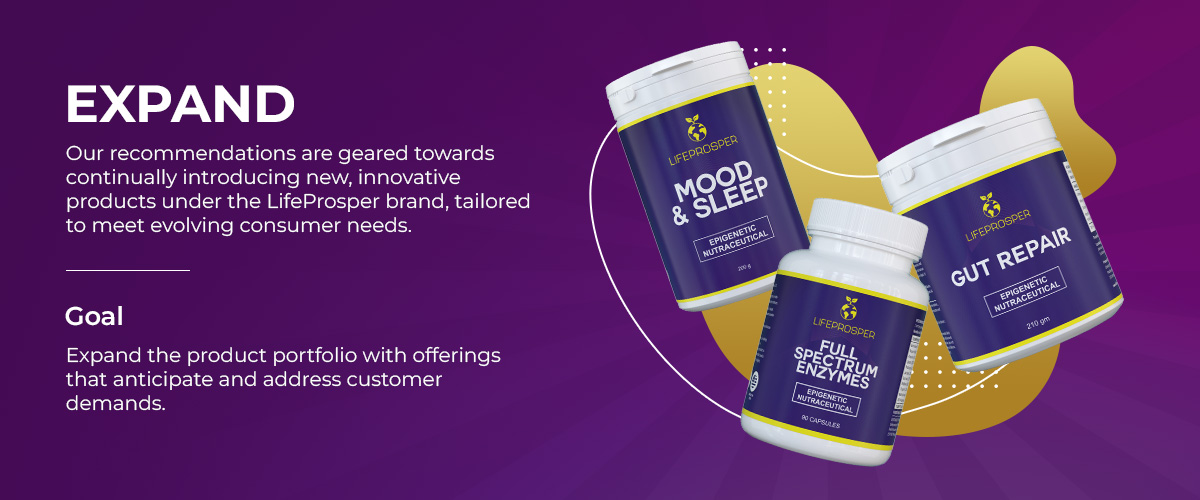 EXPAND
Our recommendations are geared towards
continually introducing new, innovative
products under the LifeProsper brand, tailored
to meet evolving consumer needs.
Goal
Expand the product portfolio with offerings
that anticipate and address customer
demands.
LIFEPROSPER
MOOD
& SLEEP
EPIGENETIC
NUTRACEUTICAL
200 g
LIFEPROSPER
FULL
SPECTRUM
ENZYMES
EPIGENETIC
NUTRACEUTICAL
90 CAPSULES
LIFEPROSPER
GUT REPAIR
EPIGENETIC
NUTRACEUTICAL
210 gm